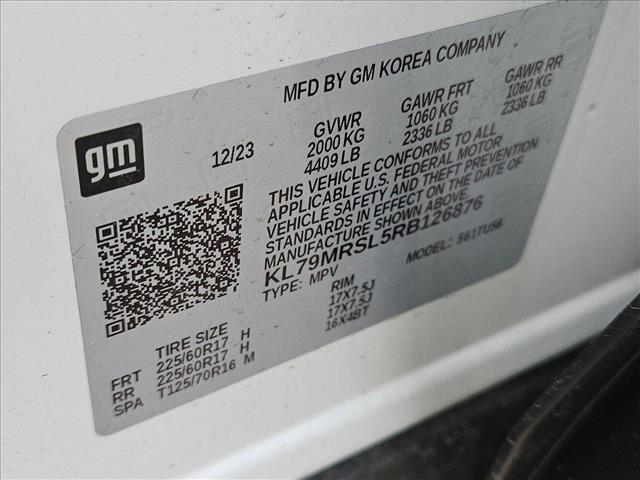 MFD BY GM KOREA COMPANY
gm
12/23
GVWR
2000 KG
4409 LB
GAWR FRT
1060 KG
2336 LB
GAWR RR
1060 KG
2336 LB
THIS VEHICLE CONFORMS TO ALL
APPLICABLE U.S. FEDERAL MOTOR
VEHICLE SAFETY AND THEFT PREVENTION
STANDARDS IN EFFECT ON THE DATE OF
MANUFACTURE SHOWN ABOVE.
KL79MRSL5RB126876
TYPE: MPV
MODEL: 561TU56
TIRE SIZE
RIM
FRT 225/60R17 H 17X7.5J
RR 225/60R17 H 17X7.5J
SPA T125/70R16 M 16X4BT